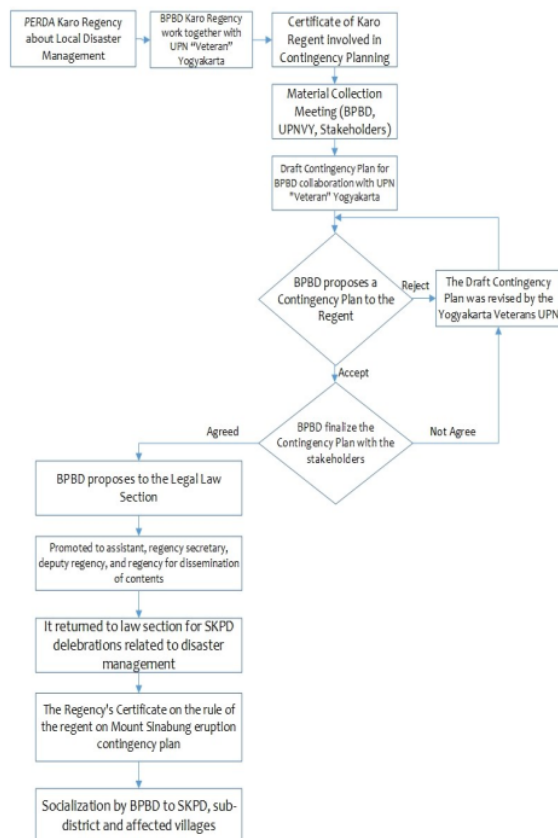 PERDA Karo Regency
about Local Disaster
Management
BPBD Karo Regency
work together with
UPN "Veteran"
Yogyakarta
Certificate of Karo
Regent Involved in
Contingency Planning
Material Collection
Meeting (BPBD,
UPNVY, Stakeholders)
Draft Contingency Plan for
BPBD collaboration with UPN
"Veteran" Yogyakarta
BPBD proposes a
Contingency Plan to the
Regent
Reject
The Draft Contingency
Plan was revised by the
Yogyakarta Veterans UPN
Accept
BPBD finalize the
Contingency Plan with the
stakeholders
Agreed
Not Agree
BPBD proposes to the Legal Law
Section
Promoted to assistant, regency secretary,
deputy regency, and regency for dissemination
of contents
It returned to law section for SKPD
delebrations related to disaster
management
The Regency's Certificate on the rule of
the regent on Mount Sinabung eruption
contingency plan
Socialization by BPBD to SKPD, sub-
district and affected villages